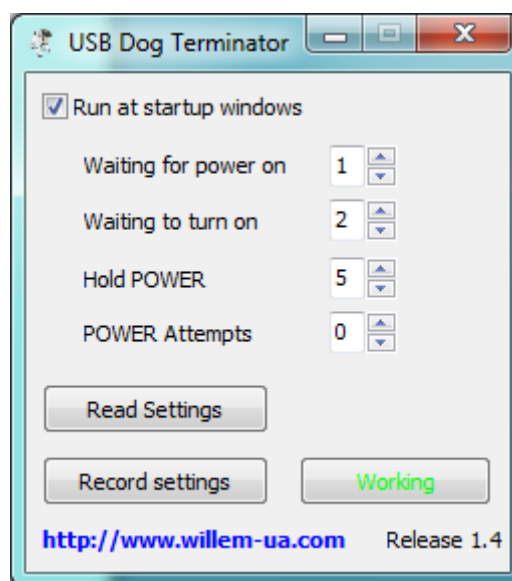 USB Dog Terminator
Run at startup windows
Waiting for power on 1
Waiting to turn on 2
Hold POWER 5
POWER Attempts 0
Read Settings
Record settings Working
http://www.willem-ua.com Release 1.4